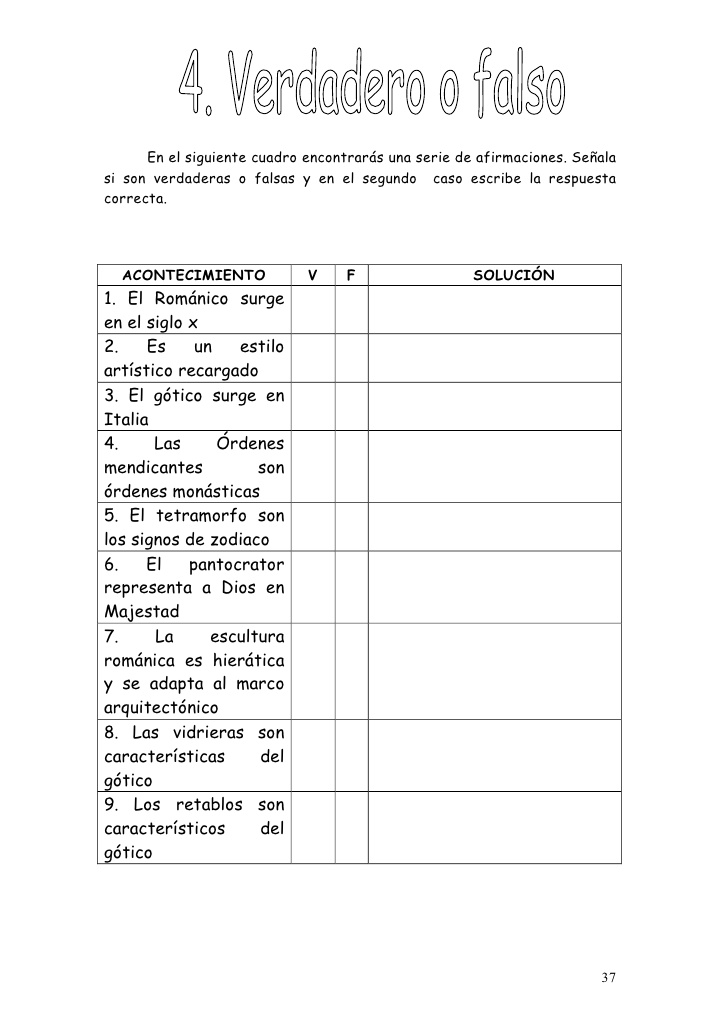 4. Verdadero o falso
En el siguiente cuadro encontrarás una serie de afirmaciones. Señala
si son verdaderas o falsas y en el segundo caso escribe la respuesta
correcta.
ACONTECIMIENTO V F SOLUCIÓN
1. El Románico surge
en el siglo x
2. Es un estilo
artístico recargado
3. El gótico surge en
Italia
4. Las Órdenes
mendicantes son
órdenes monásticas
5. El tetramorfo son
los signos de zodiaco
6. El pantocrator
representa a Dios en
Majestad
7. La escultura
románica es hierática
y se adapta al marco
arquitectónico
8. Las vidrieras son
características del
gótico
9. Los retablos son
característicos del
gótico
37